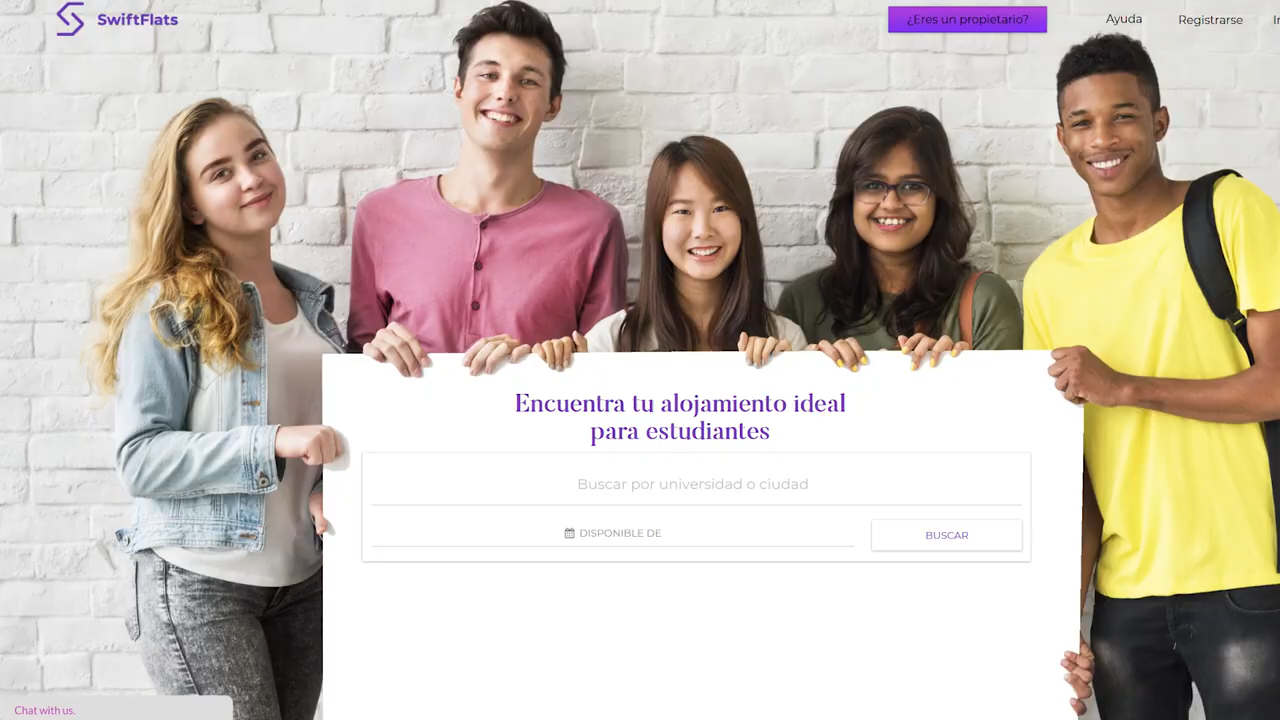 SwiftFlats
¿Eres un propietario?
Ayuda
Registrarse
Encuentra tu alojamiento ideal
para estudiantes
Buscar por universidad o ciudad
DISPONIBLE DE
BUSCAR
Chat with us.